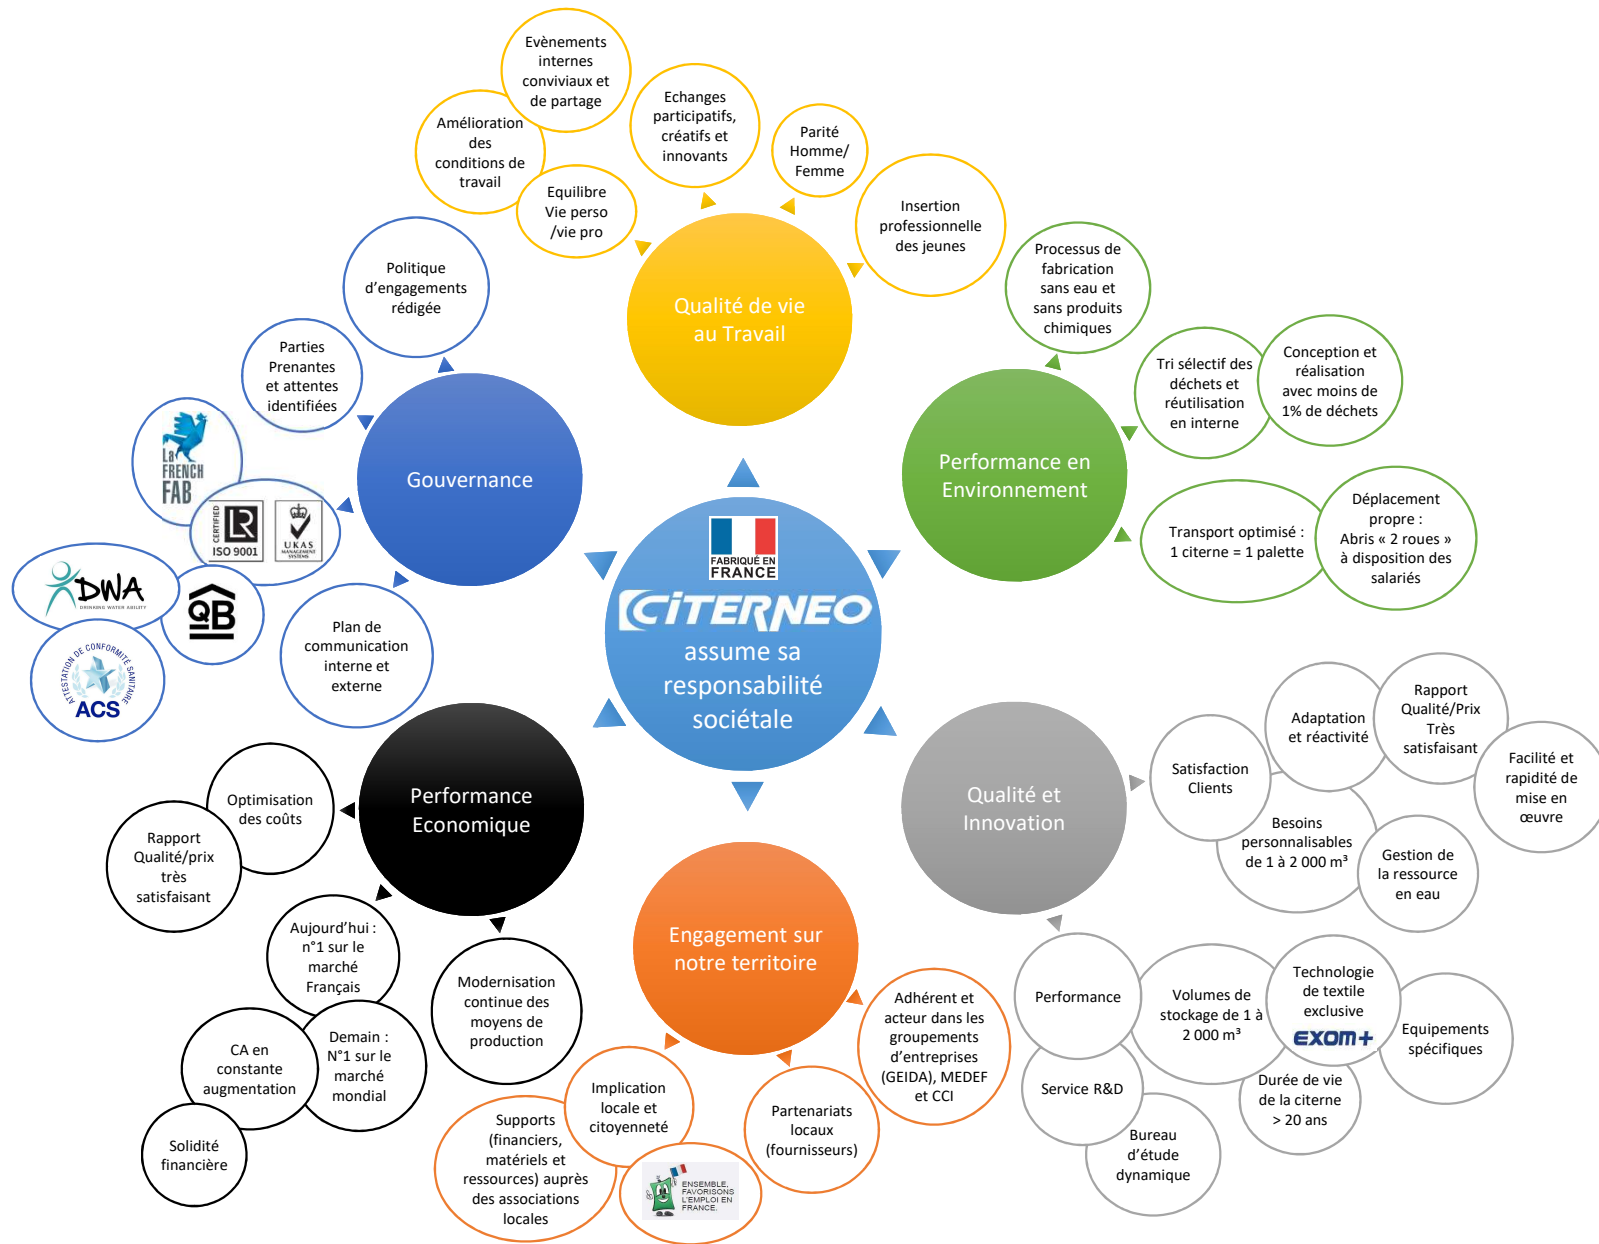 Evènements
internes
conviviaux et
de partage
Echanges
participatifs,
créatifs et
innovants
Parité
Homme/
Femme
Amélioration
des
conditions de
travail
Equilibre
Vie perso
/vie pro
Insertion
professionnelle
des jeunes
Qualité de vie
au Travail
Politique
d’engagements
rédigée
Parties
Prenantes
et attentes
identifiées
La
FRENCH
FAB
CERTIFIED
LR
ISO 9001
UKAS
MANAGEMENT
SYSTEMS
DWA
DRINKING WATER ABILITY
QB
ATTESTATION DE CONFORMITÉ SANITAIRE
ACS
Plan de
communication
interne et
externe
Gouvernance
Processus de
fabrication
sans eau et
sans produits
chimiques
Tri sélectif des
déchets et
réutilisation
en interne
Conception et
réalisation
avec moins de
1% de déchets
Performance en
Environnement
Transport optimisé :
1 citerne = 1 palette
Déplacement
propre :
Abris « 2 roues »
à disposition des
salariés
FABRIQUÉ EN
FRANCE
CITERNEO
assume sa
responsabilité
sociétale
Performance
Economique
Optimisation
des coûts
Rapport
Qualité/prix
très
satisfaisant
Aujourd’hui :
n°1 sur le
marché
Français
Demain :
N°1 sur le
marché
mondial
CA en
constante
augmentation
Solidité
financière
Modernisation
continue des
moyens de
production
Engagement sur
notre territoire
Adhérent et
acteur dans les
groupements
d’entreprises
(GEIDA), MEDEF
et CCI
Partenariats
locaux
(fournisseurs)
Implication
locale et
citoyenneté
Supports
(financiers,
matériels et
ressources) auprès
des associations
locales
ENSEMBLE,
FAVORISONS
L'EMPLOI EN
FRANCE.
Qualité et
Innovation
Satisfaction
Clients
Adaptation
et réactivité
Rapport
Qualité/Prix
Très
satisfaisant
Facilité et
rapidité de
mise en
œuvre
Besoins
personnalisables
de 1 à 2 000 m³
Gestion de
la ressource
en eau
Performance
Volumes de
stockage de 1 à
2 000 m³
Technologie
de textile
exclusive
EXOM+
Equipements
spécifiques
Service R&D
Durée de vie
de la citerne
> 20 ans
Bureau
d’étude
dynamique